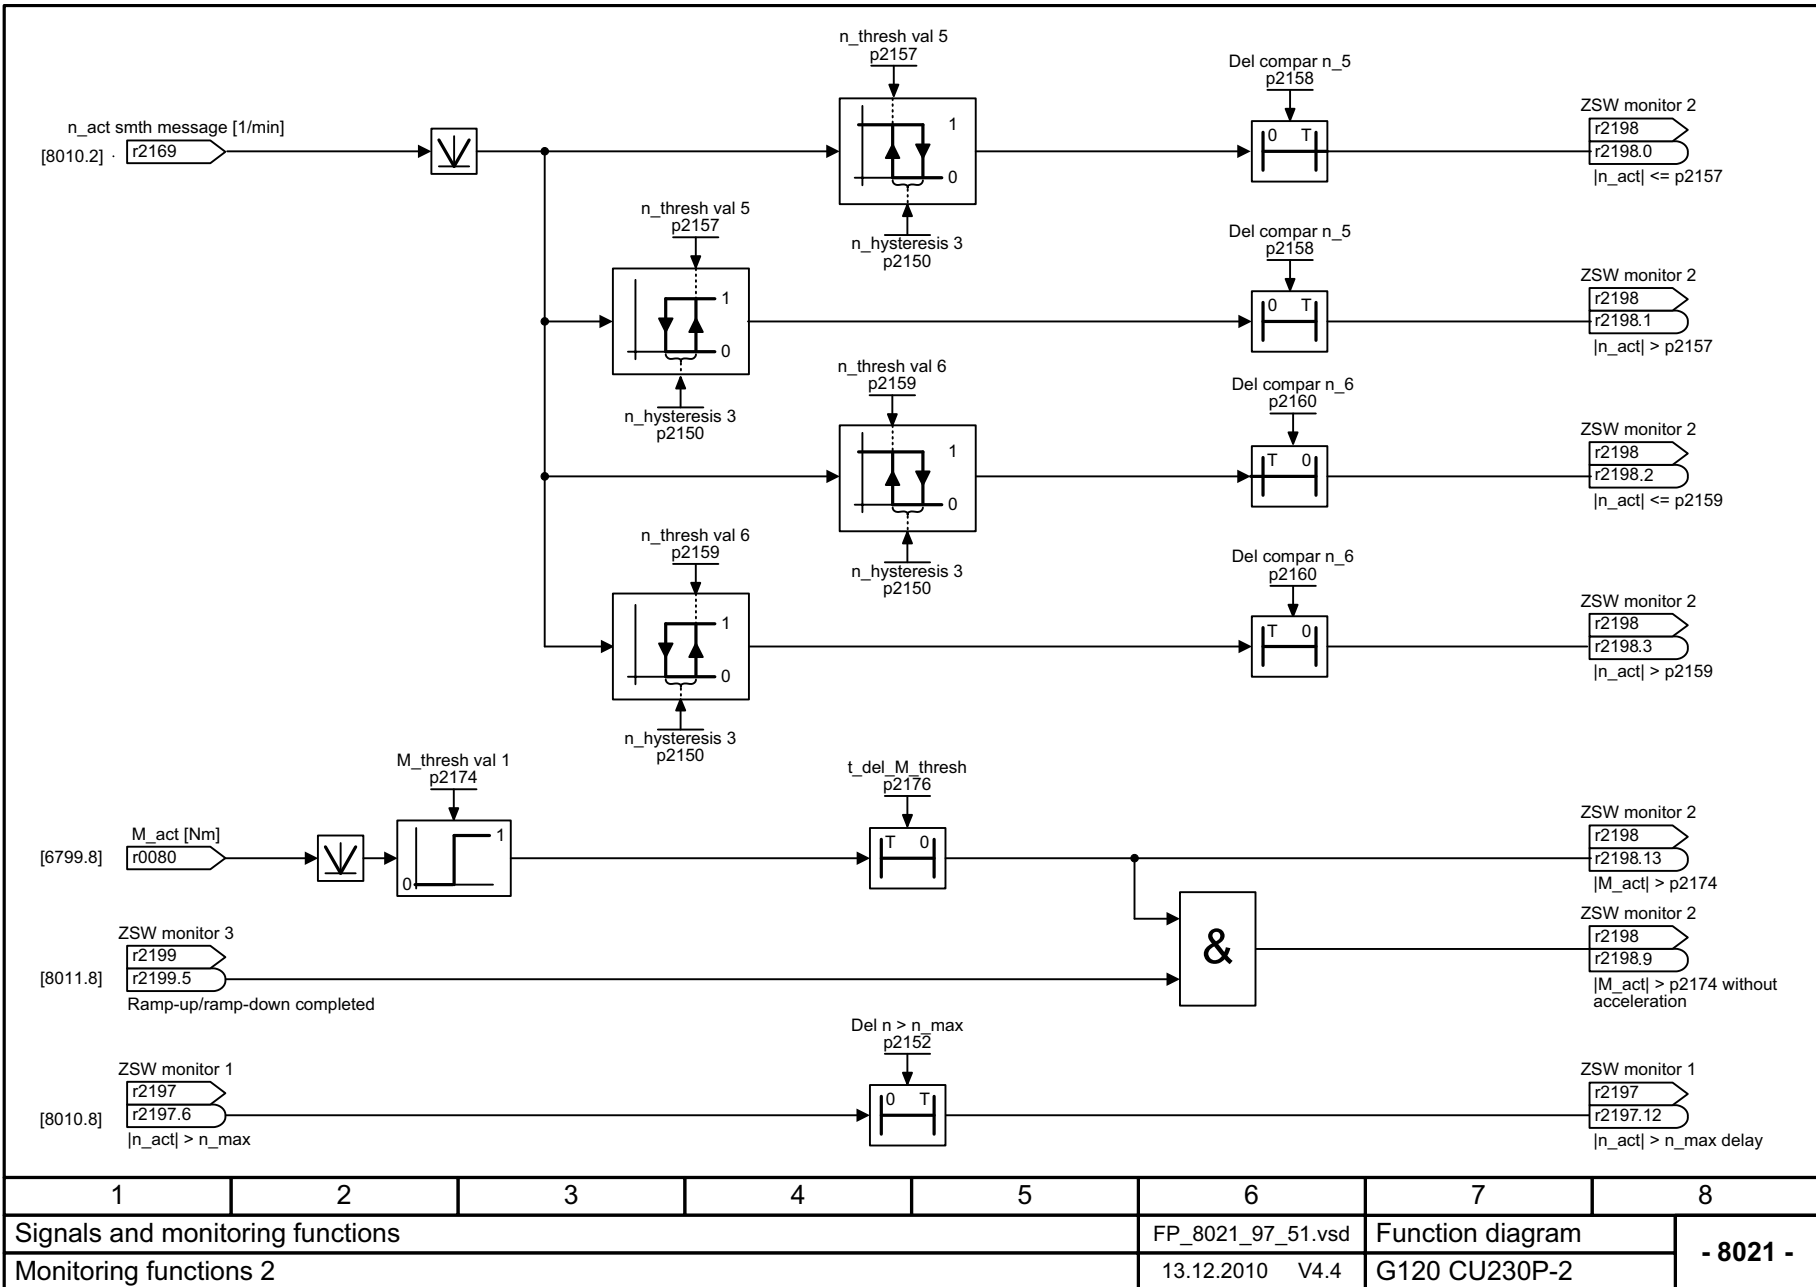 n_thresh val 5
p2157
Del compar n_5
p2158
n_act smth message [1/min]
[8010.2] . r2169
1
0
0 T
ZSW monitor 2
r2198
r2198.0
|n_act| <= p2157
n_hysteresis 3
p2150
n_thresh val 5
p2157
Del compar n_5
p2158
1
0
0 T
ZSW monitor 2
r2198
r2198.1
|n_act| > p2157
n_hysteresis 3
p2150
n_thresh val 6
p2159
Del compar n_6
p2160
1
0
T 0
ZSW monitor 2
r2198
r2198.2
|n_act| <= p2159
n_hysteresis 3
p2150
n_thresh val 6
p2159
Del compar n_6
p2160
1
0
T 0
ZSW monitor 2
r2198
r2198.3
|n_act| > p2159
n_hysteresis 3
p2150
M_thresh val 1
p2174
t_del_M_thresh
p2176
M_act [Nm]
[6799.8] r0080
1
0
T 0
ZSW monitor 2
r2198
r2198.13
|M_act| > p2174
ZSW monitor 3
r2199
[8011.8] r2199.5
Ramp-up/ramp-down completed
&
ZSW monitor 2
r2198
r2198.9
|M_act| > p2174 without
acceleration
Del n > n_max
p2152
ZSW monitor 1
r2197
[8010.8] r2197.6
|n_act| > n_max
0 T
ZSW monitor 1
r2197
r2197.12
|n_act| > n_max delay
1 2 3 4 5 6 7 8
Signals and monitoring functions
FP_8021_97_51.vsd
Function diagram
- 8021 -
Monitoring functions 2
13.12.2010 V4.4
G120 CU230P-2